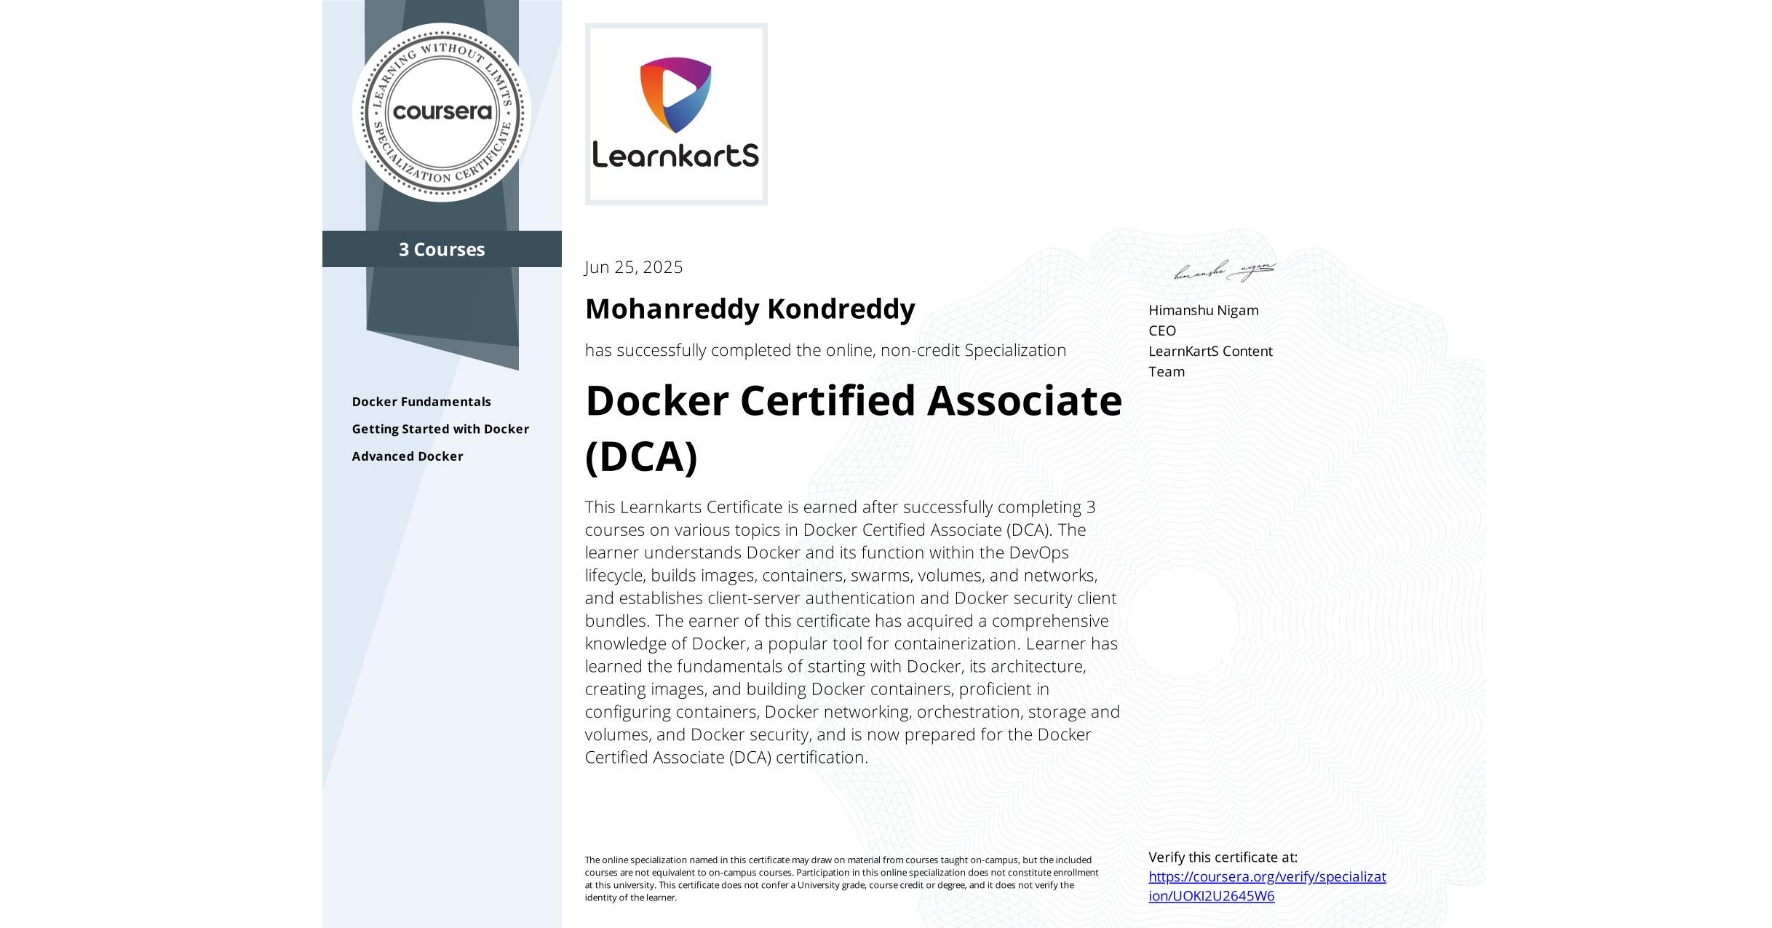 LEARNING WITHOUT LIMITS
coursera
SPECIALIZATION CERTIFICATE
3 Courses
Docker Fundamentals
Getting Started with Docker
Advanced Docker
LearnkartS
Jun 25, 2025
Mohanreddy Kondreddy
has successfully completed the online, non-credit Specialization
Docker Certified Associate
(DCA)
This Learnkarts Certificate is earned after successfully completing 3
courses on various topics in Docker Certified Associate (DCA). The
learner understands Docker and its function within the DevOps
lifecycle, builds images, containers, swarms, volumes, and networks,
and establishes client-server authentication and Docker security client
bundles. The earner of this certificate has acquired a comprehensive
knowledge of Docker, a popular tool for containerization. Learner has
learned the fundamentals of starting with Docker, its architecture,
creating images, and building Docker containers, proficient in
configuring containers, Docker networking, orchestration, storage and
volumes, and Docker security, and is now prepared for the Docker
Certified Associate (DCA) certification.
himanshu nigam
Himanshu Nigam
CEO
LearnKartS Content
Team
The online specialization named in this certificate may draw on material from courses taught on-campus, but the included
courses are not equivalent to on-campus courses. Participation in this online specialization does not constitute enrollment
at this university. This certificate does not confer a University grade, course credit or degree, and it does not verify the
identity of the learner.
Verify this certificate at:
https://coursera.org/verify/specializat
ion/UOKI2U2645W6